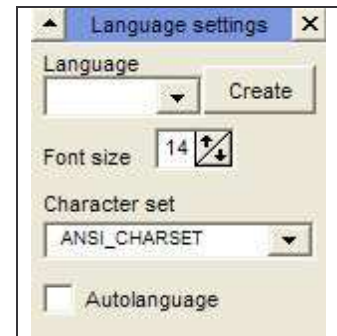 Language settings
Language
Create
Font size 14
Character set
ANSI_CHARSET
Autolanguage